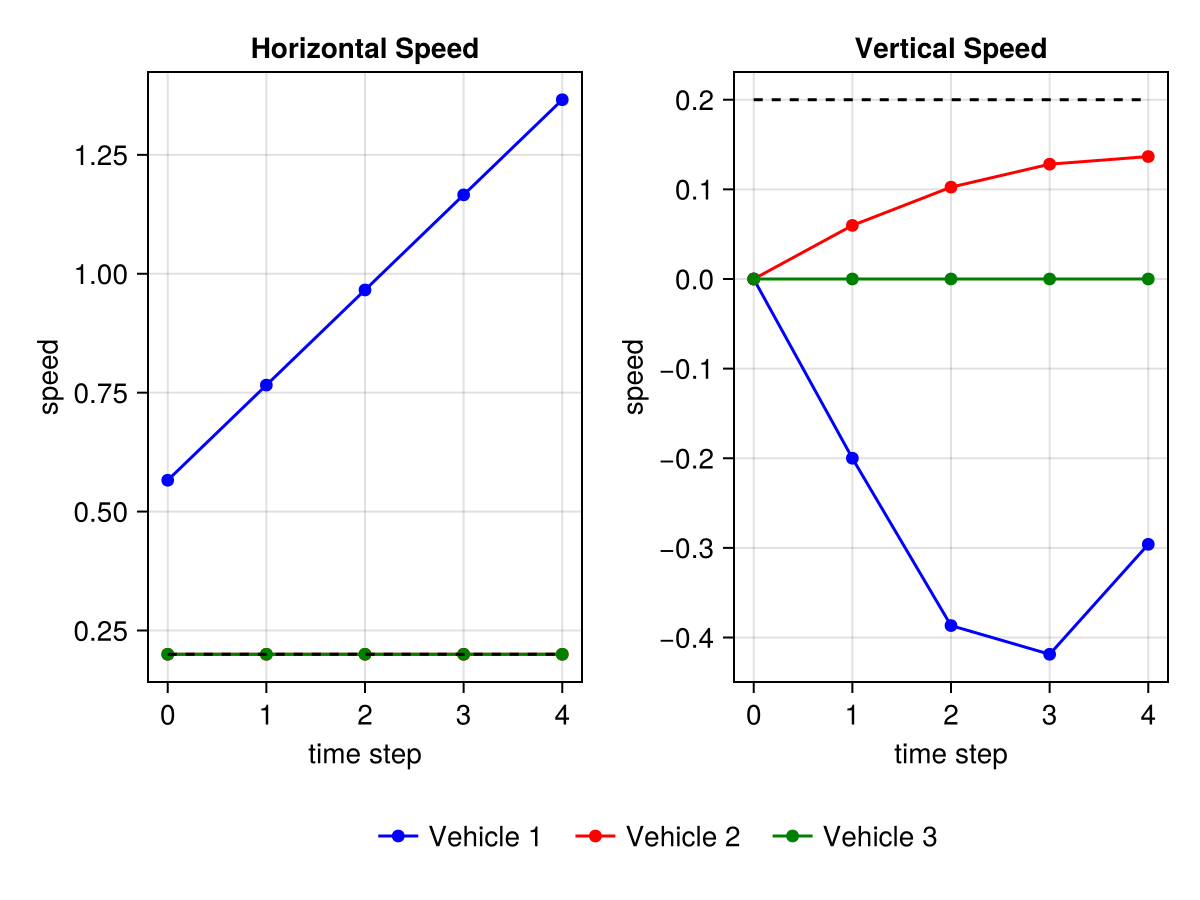 Horizontal Speed
1.25
1.00
0.75
0.50
0.25
speed
0 1 2 3 4
time step
Vertical Speed
0.2
0.1
0.0
−0.1
−0.2
−0.3
−0.4
speed
0 1 2 3 4
time step
Vehicle 1 Vehicle 2 Vehicle 3